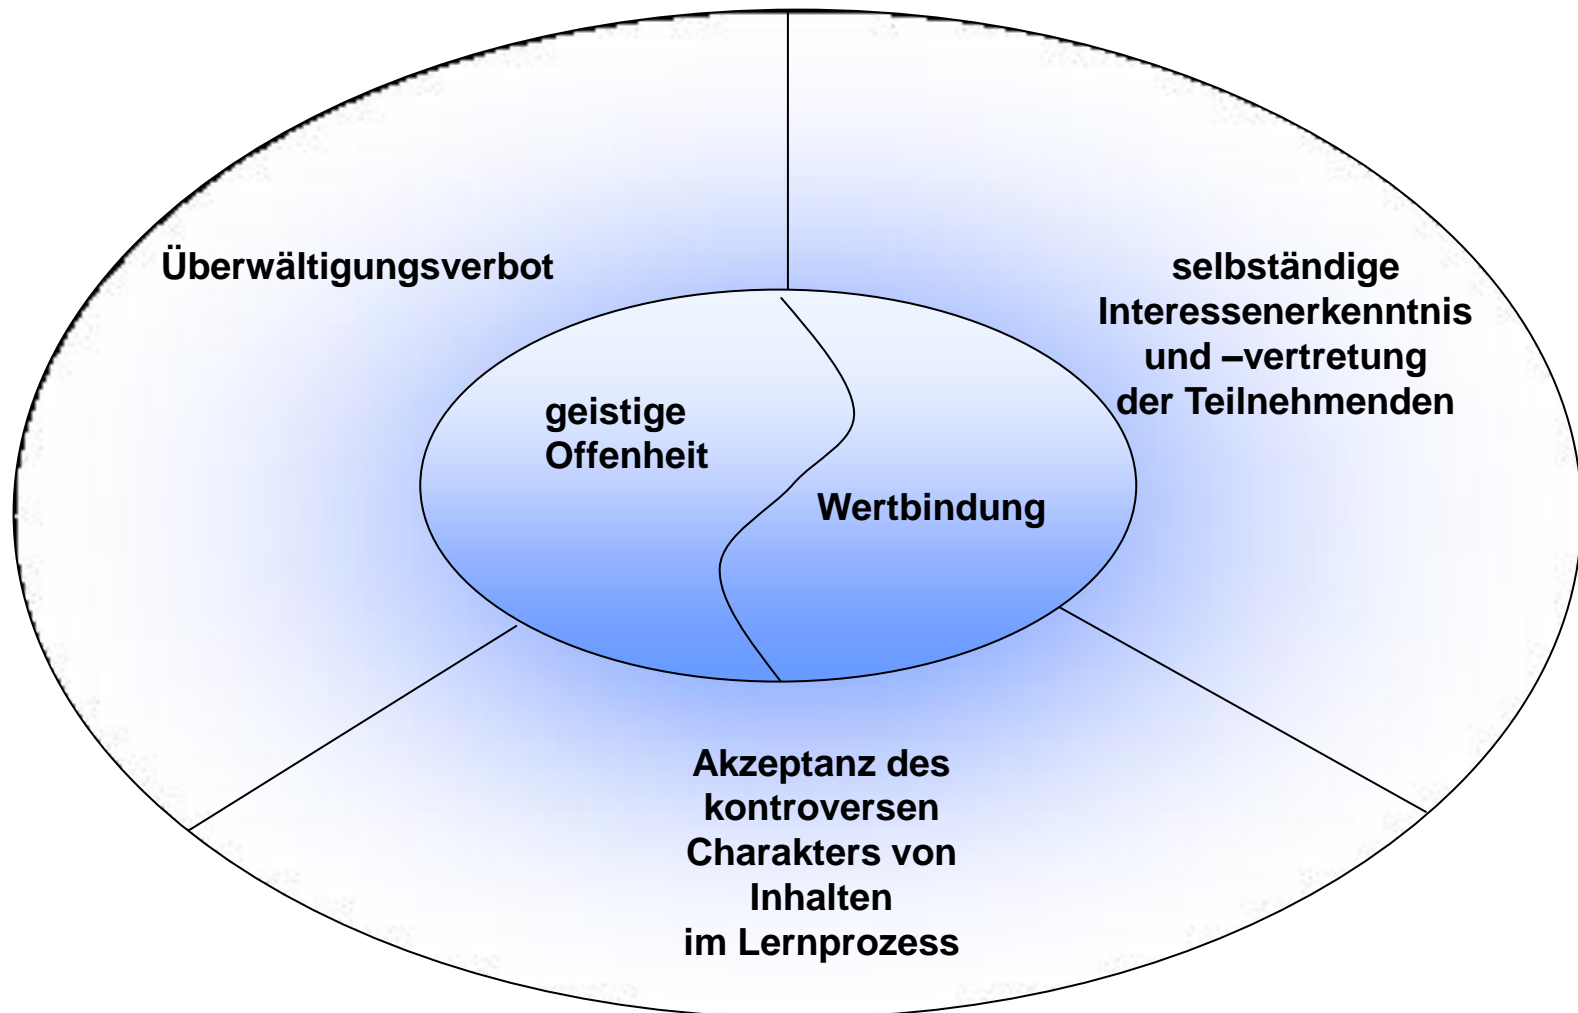 Überwältigungsverbot
selbständige
Interessenerkenntnis
und –vertretung
der Teilnehmenden
geistige
Offenheit
Wertbindung
Akzeptanz des
kontroversen
Charakters von
Inhalten
im Lernprozess